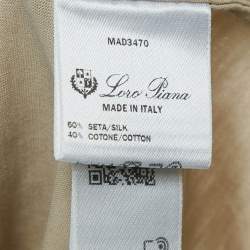 MAD3470
Loro Piana
MADE IN ITALY
60% SETA/SILK
40% COTONE/COTTON